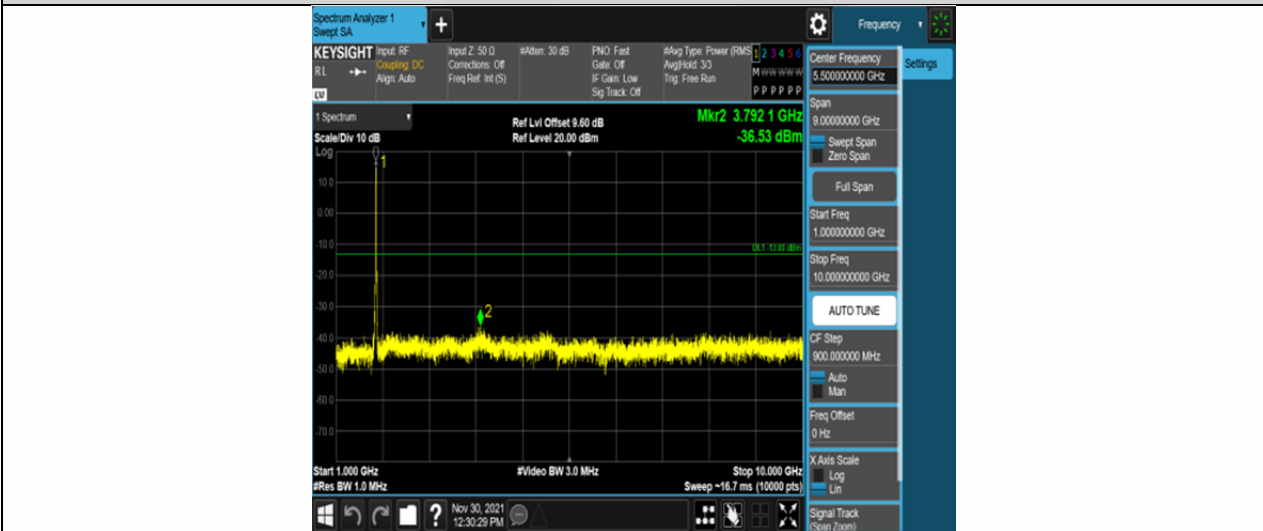 Spectrum Analyzer 1
Swept SA
+
Frequency
KEYSIGHT
RL
LV
Input: RF
Coupling: DC
Align: Auto
Input Z: 50 Ω
Corrections: Off
Freq Ref: Int (S)
#Atten: 30 dB
PNO: Fast
Gate: Off
IF Gain: Low
Sig Track: Off
#Avg Type: Power (RMS
Avg|Hold: 3/3
Trig: Free Run
1 2 3 4 5 6
M W W W W W
P P P P P P
1 Spectrum
Scale/Div 10 dB
Log
Ref Lvl Offset 9.60 dB
Ref Level 20.00 dBm
Mkr2 3.792 1 GHz
-36.53 dBm
1
10.0
0.00
-10.0
DL1 -13.00 dBm
-20.0
-30.0
2
-40.0
-50.0
-60.0
-70.0
Start 1.000 GHz
#Res BW 1.0 MHz
#Video BW 3.0 MHz
Stop 10.000 GHz
Sweep ~16.7 ms (10000 pts)
?
Nov 30, 2021
12:30:29 PM
Center Frequency
5.500000000 GHz
Settings
Span
9.00000000 GHz
Swept Span
Zero Span
Full Span
Start Freq
1.000000000 GHz
Stop Freq
10.000000000 GHz
AUTO TUNE
CF Step
900.000000 MHz
Auto
Man
Freq Offset
0 Hz
X Axis Scale
Log
Lin
Signal Track
(Span Zoom)